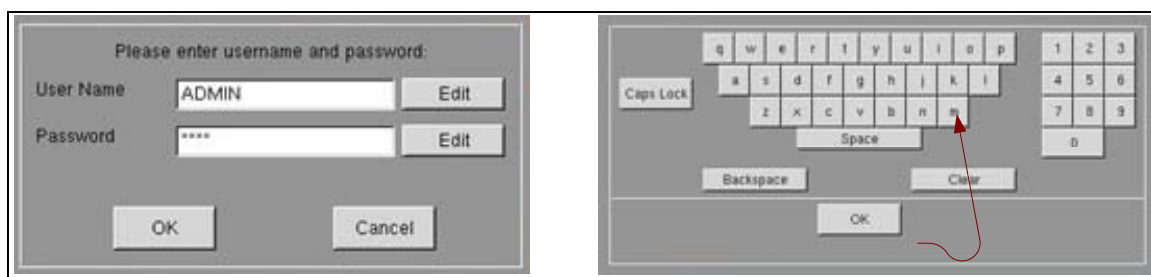 Please enter username and password:
User Name ADMIN Edit
Password **** Edit
OK Cancel
q w e r t y u i o p 1 2 3
a s d f g h j k l 4 5 6
Caps Lock
z x c v b n m 7 8 9
Space 0
Backspace Clear
OK